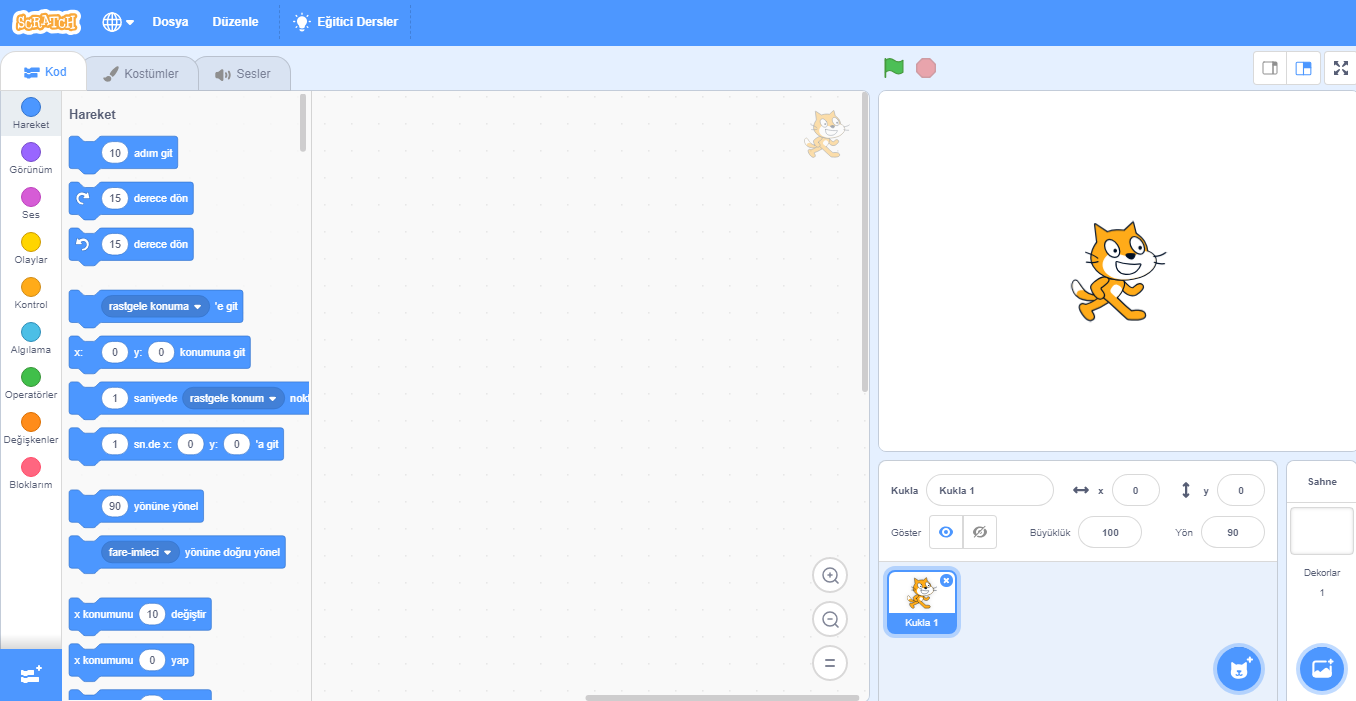 SCRATCH Dosya Düzenle Eğitici Dersler
Kod Kostümler Sesler
Hareket
Görünüm
Ses
Olaylar
Kontrol
Algılama
Operatörler
Değişkenler
Bloklarım
Hareket
10 adım git
15 derece dön
15 derece dön
rastgele konuma 'e git
x: 0 y: 0 konumuna git
1 saniyede rastgele konum
1 sn.de x: 0 y: 0 'a git
90 yönüne yönel
fare-imleci yönüne doğru yönel
x konumunu 10 değiştir
x konumunu 0 yap
Kukla Kukla 1 x 0 y 0
Göster Büyüklük 100 Yön 90
Kukla 1
Sahne
Dekorlar
1